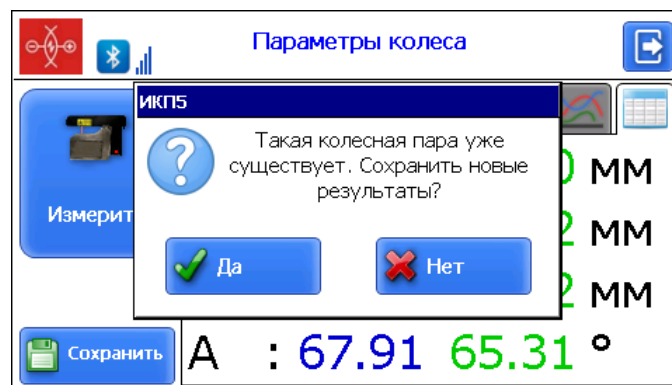 Параметры колеса
ИКП5
Такая колесная пара уже
существует. Сохранить новые
результаты?
Да
Нет
мм
мм
мм
Сохранить
A : 67.91 65.31 °